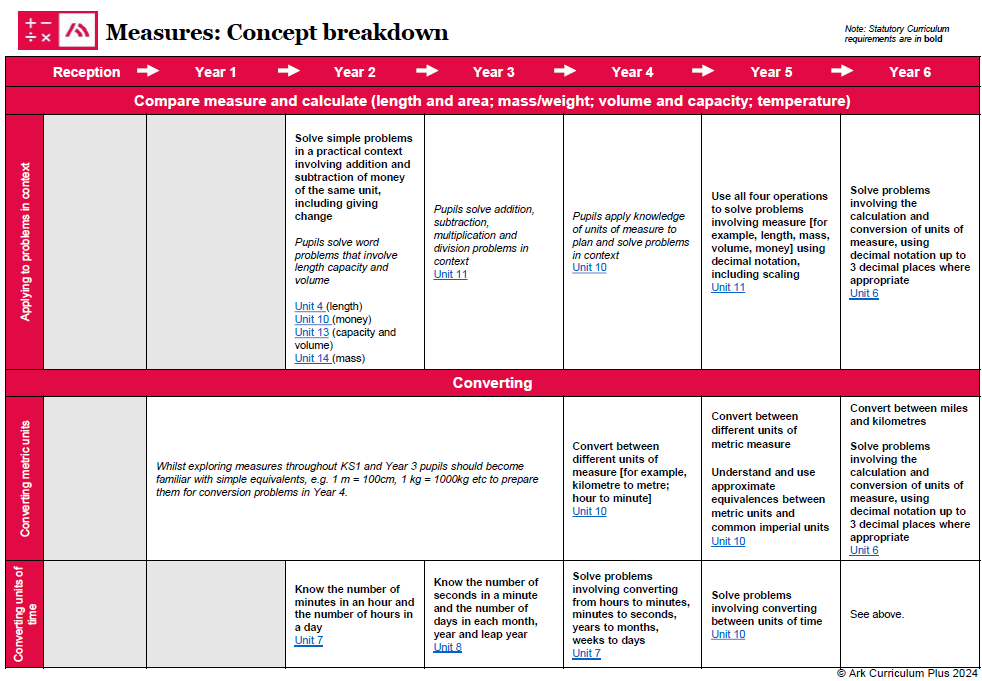 Measures: Concept breakdown
Note: Statutory Curriculum
requirements are in bold
Reception
Year 1
Year 2
Year 3
Year 4
Year 5
Year 6
Compare measure and calculate (length and area; mass/weight; volume and capacity; temperature)
Applying to problems in context
Solve simple problems
in a practical context
involving addition and
subtraction of money
of the same unit,
including giving
change
Pupils solve word
problems that involve
length capacity and
volume
Unit 4 (length)
Unit 10 (money)
Unit 13 (capacity and
volume)
Unit 14 (mass)
Pupils solve addition,
subtraction,
multiplication and
division problems in
context
Unit 11
Pupils apply knowledge
of units of measure to
plan and solve problems
in context
Unit 10
Use all four operations
to solve problems
involving measure [for
example, length, mass,
volume, money] using
decimal notation,
including scaling
Unit 11
Solve problems
involving the
calculation and
conversion of units of
measure, using
decimal notation up to
3 decimal places where
appropriate
Unit 6
Converting
Converting metric units
Whilst exploring measures throughout KS1 and Year 3 pupils should become
familiar with simple equivalents, e.g. 1 m = 100cm, 1 kg = 1000kg etc to prepare
them for conversion problems in Year 4.
Convert between
different units of
measure [for example,
kilometre to metre;
hour to minute]
Unit 10
Convert between
different units of
metric measure
Understand and use
approximate
equivalences between
metric units and
common imperial units
Unit 10
Convert between miles
and kilometres
Solve problems
involving the
calculation and
conversion of units of
measure, using
decimal notation up to
3 decimal places where
appropriate
Unit 6
Converting units of
time
Know the number of
minutes in an hour and
the number of hours in
a day
Unit 7
Know the number of
seconds in a minute
and the number of
days in each month,
year and leap year
Unit 8
Solve problems
involving converting
from hours to minutes,
minutes to seconds,
years to months,
weeks to days
Unit 7
Solve problems
involving converting
between units of time
Unit 10
See above.
© Ark Curriculum Plus 2024